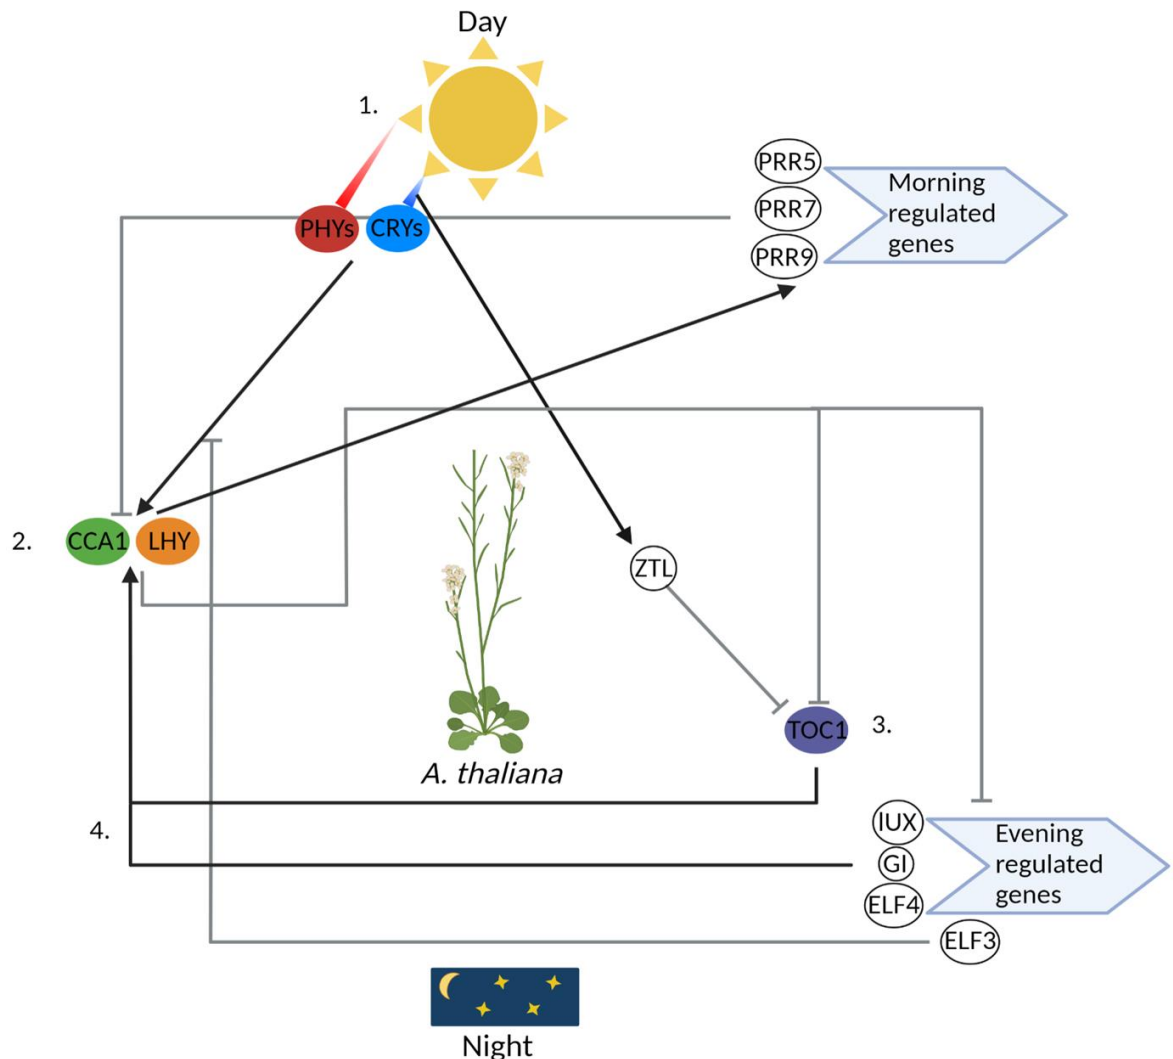 Day
1.
PRR5
Morning
regulated
genes
PRR7
PRR9
PHYs
CRYs
2.
CCA1
LHY
ZTL
TOC1
3.
A. thaliana
4.
IUX
GI
ELF4
Evening
regulated
genes
ELF3
Night